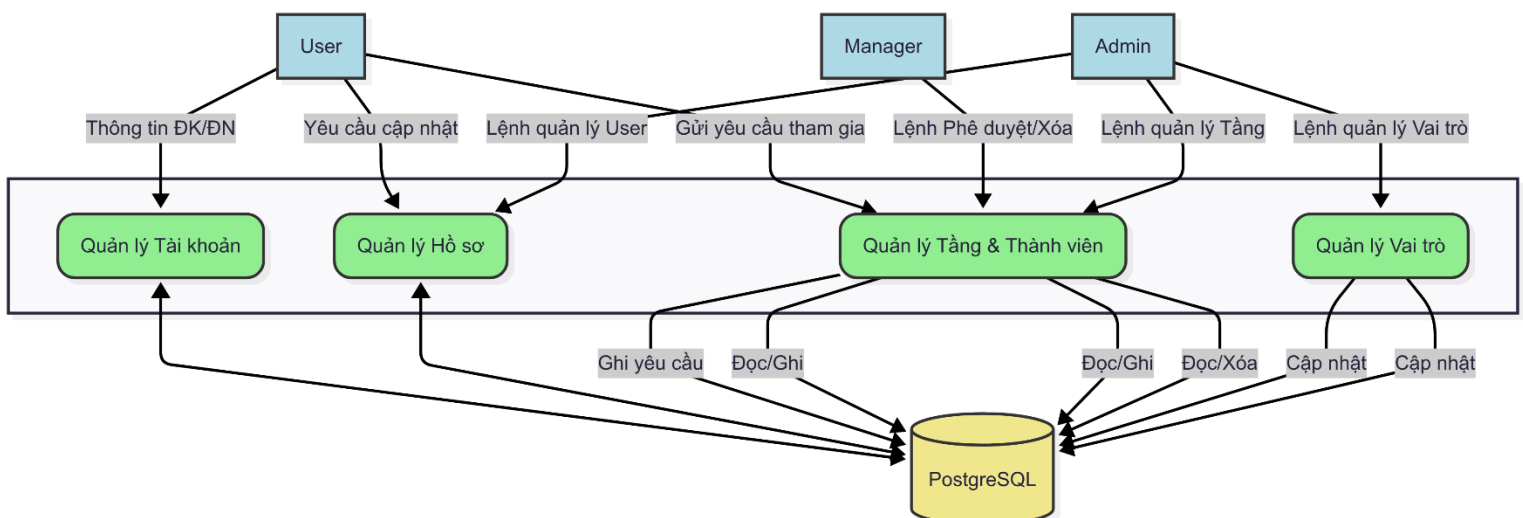 User
Manager
Admin
Thông tin ĐK/ĐN
Yêu cầu cập nhật
Lệnh quản lý User
Gửi yêu cầu tham gia
Lệnh Phê duyệt/Xóa
Lệnh quản lý Tầng
Lệnh quản lý Vai trò
Quản lý Tài khoản
Quản lý Hồ sơ
Quản lý Tầng & Thành viên
Quản lý Vai trò
Ghi yêu cầu
Đọc/Ghi
Đọc/Ghi
Đọc/Xóa
Cập nhật
Cập nhật
PostgreSQL